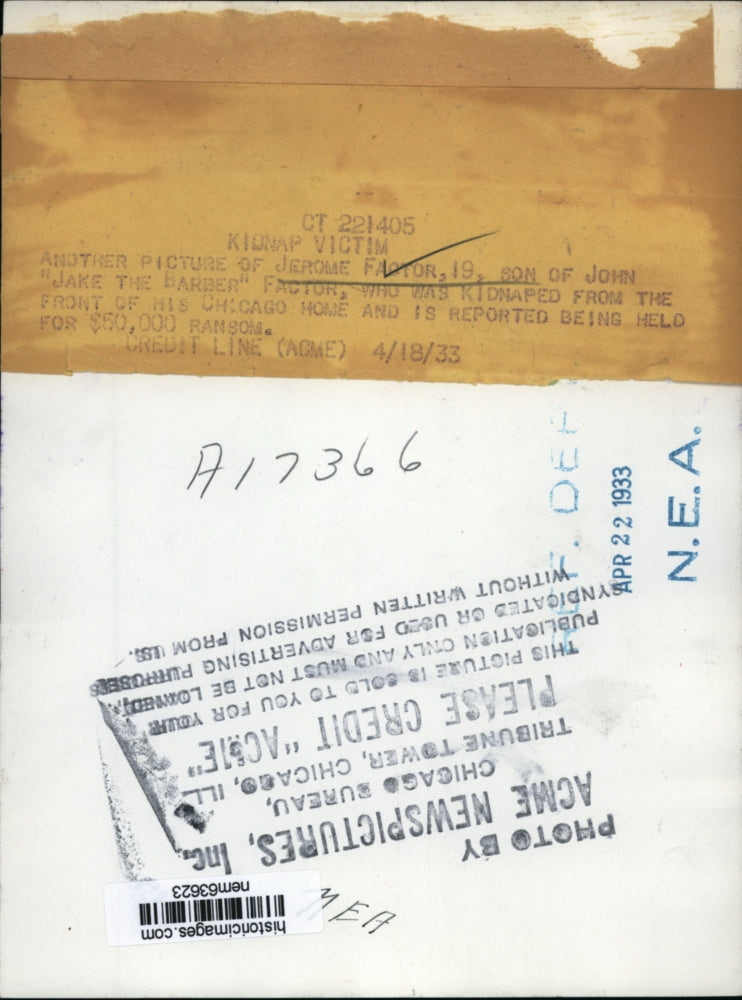 CT 221405
KIDNAP VICTIM
ANOTHER PICTURE OF JEROME FACTOR, 19, SON OF JOHN
"JAKE THE BARBER" FACTOR, WHO WAS KIDNAPED FROM THE
FRONT OF HIS CHICAGO HOME AND IS REPORTED BEING HELD
FOR $50,000 RANSOM.
CREDIT LINE (ACME) 4/18/33
A17366
REF. DEP
APR 22 1933
N.E.A.
PHOTO BY
ACME NEWSPICTURES, Inc.
CHICAGO BUREAU,
TRIBUNE TOWER, CHICAGO, ILL.
PLEASE CREDIT "ACME"
THIS PICTURE IS SOLD TO YOU FOR YOUR
PUBLICATION ONLY AND MUST NOT BE LOANED,
SYNDICATED OR USED FOR ADVERTISING PURPOSES
WITHOUT WRITTEN PERMISSION FROM US.
NEA
historicimages.com
nem63623